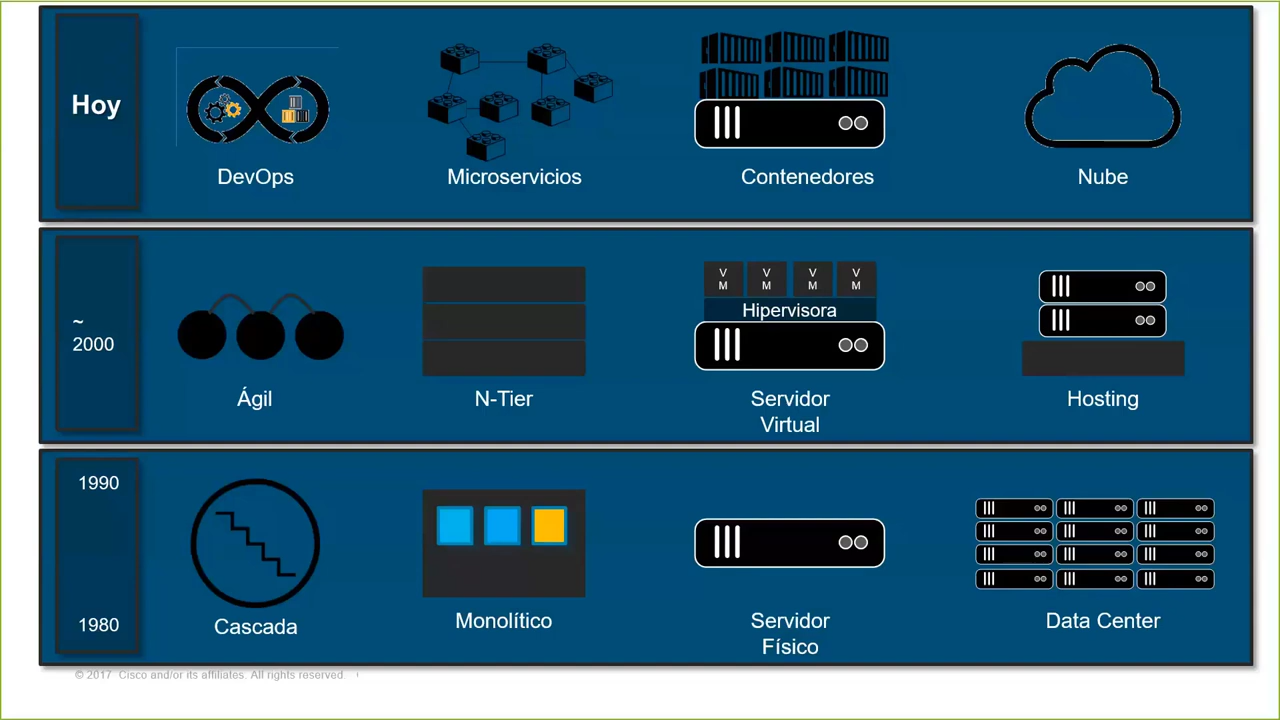 Hoy
DevOps
Microservicios
Contenedores
Nube
~
2000
V
M
V
M
V
M
V
M
Hipervisora
Ágil
N-Tier
Servidor
Virtual
Hosting
1990
1980
Cascada
Monolítico
Servidor
Físico
Data Center
© 2017 Cisco and/or its affiliates. All rights reserved.